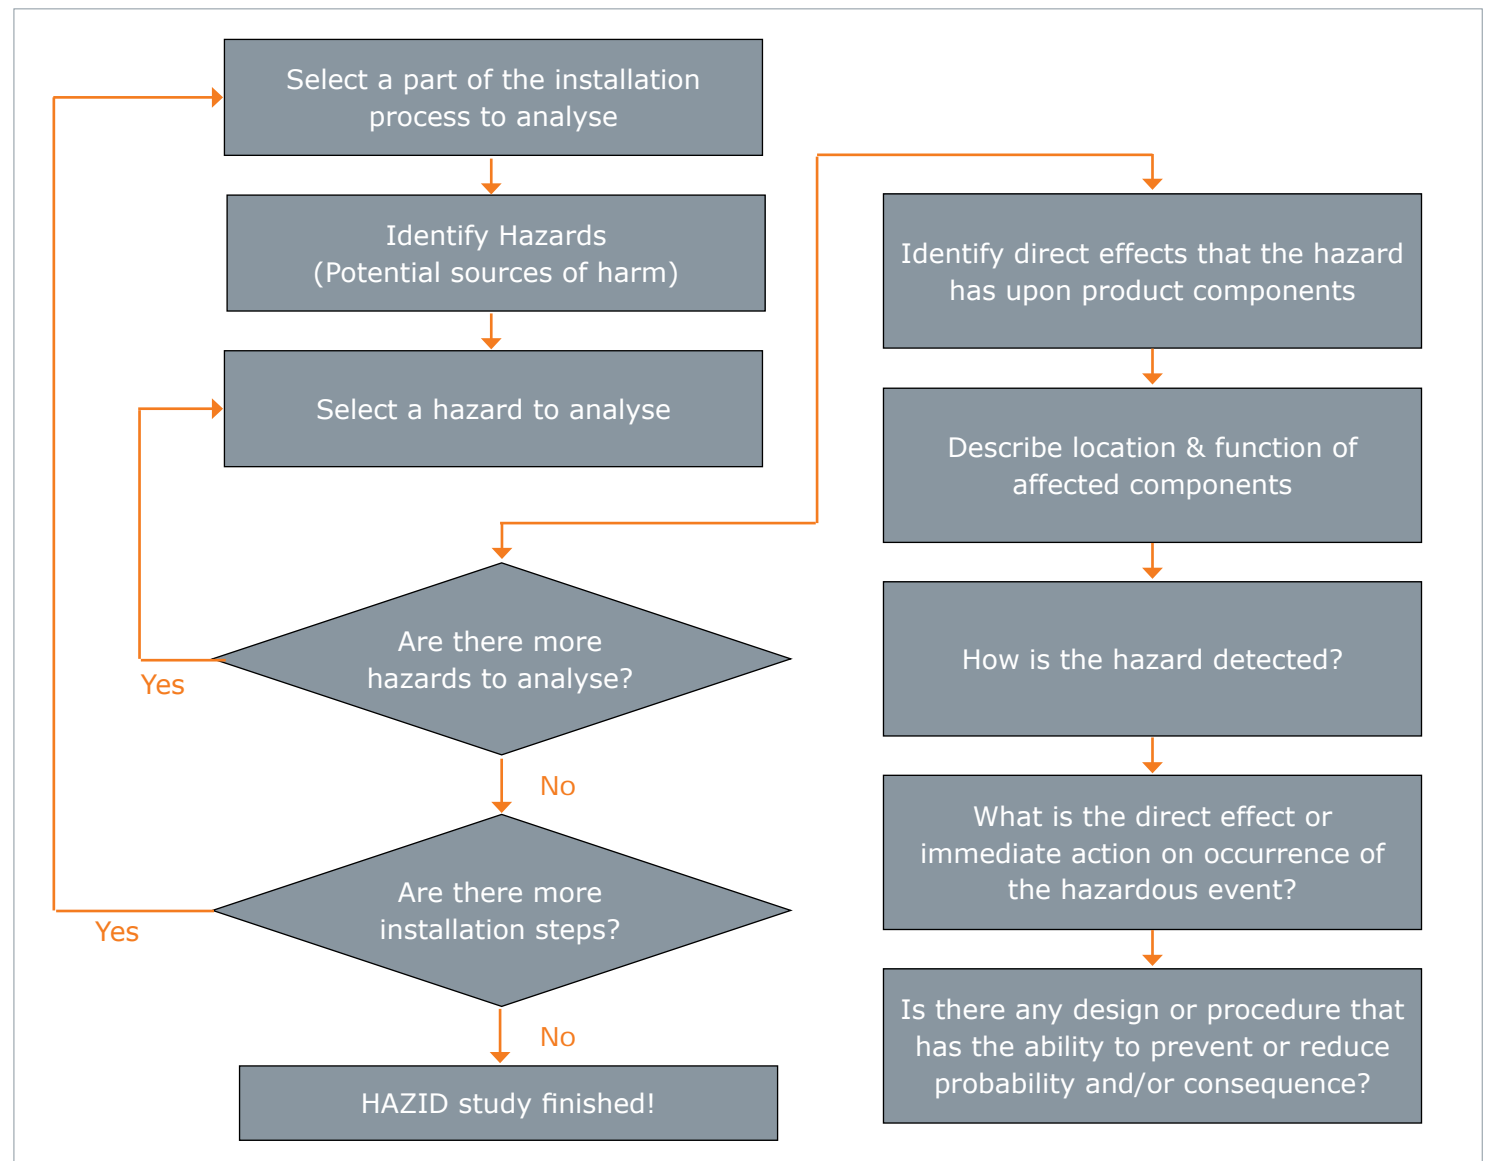 Select a part of the installation
process to analyse
Identify Hazards
(Potential sources of harm)
Select a hazard to analyse
Are there more
hazards to analyse?
Yes
No
Are there more
installation steps?
Yes
No
HAZID study finished!
Identify direct effects that the hazard
has upon product components
Describe location & function of
affected components
How is the hazard detected?
What is the direct effect or
immediate action on occurrence of
the hazardous event?
Is there any design or procedure that
has the ability to prevent or reduce
probability and/or consequence?